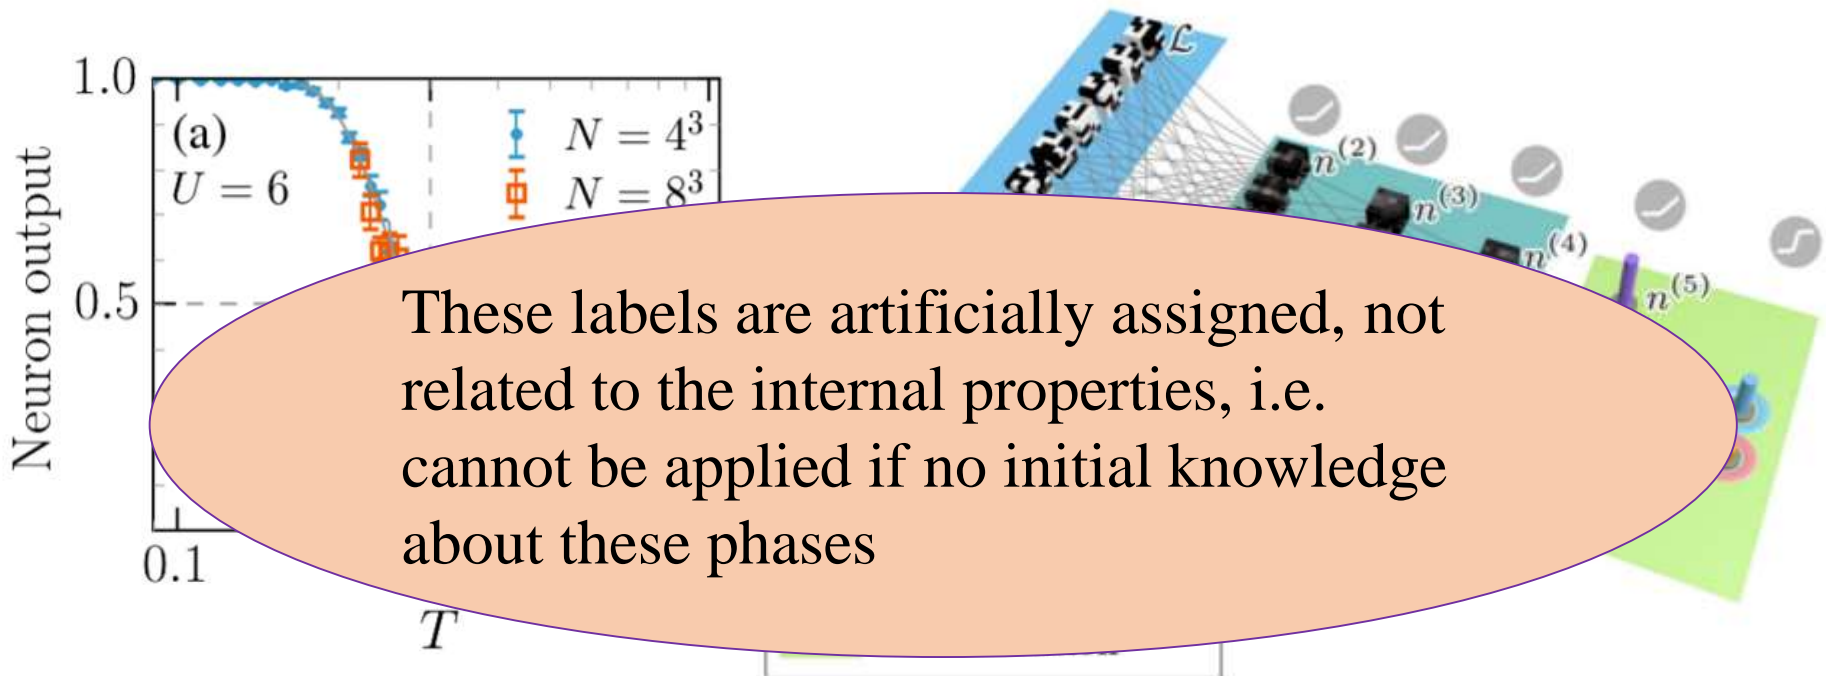 1.0
(a)
U = 6
N = 4³
N = 8³
Neuron output
0.5
0.1
T
ℒ
n⁽²⁾
n⁽³⁾
n⁽⁴⁾
n⁽⁵⁾
These labels are artificially assigned, not
related to the internal properties, i.e.
cannot be applied if no initial knowledge
about these phases